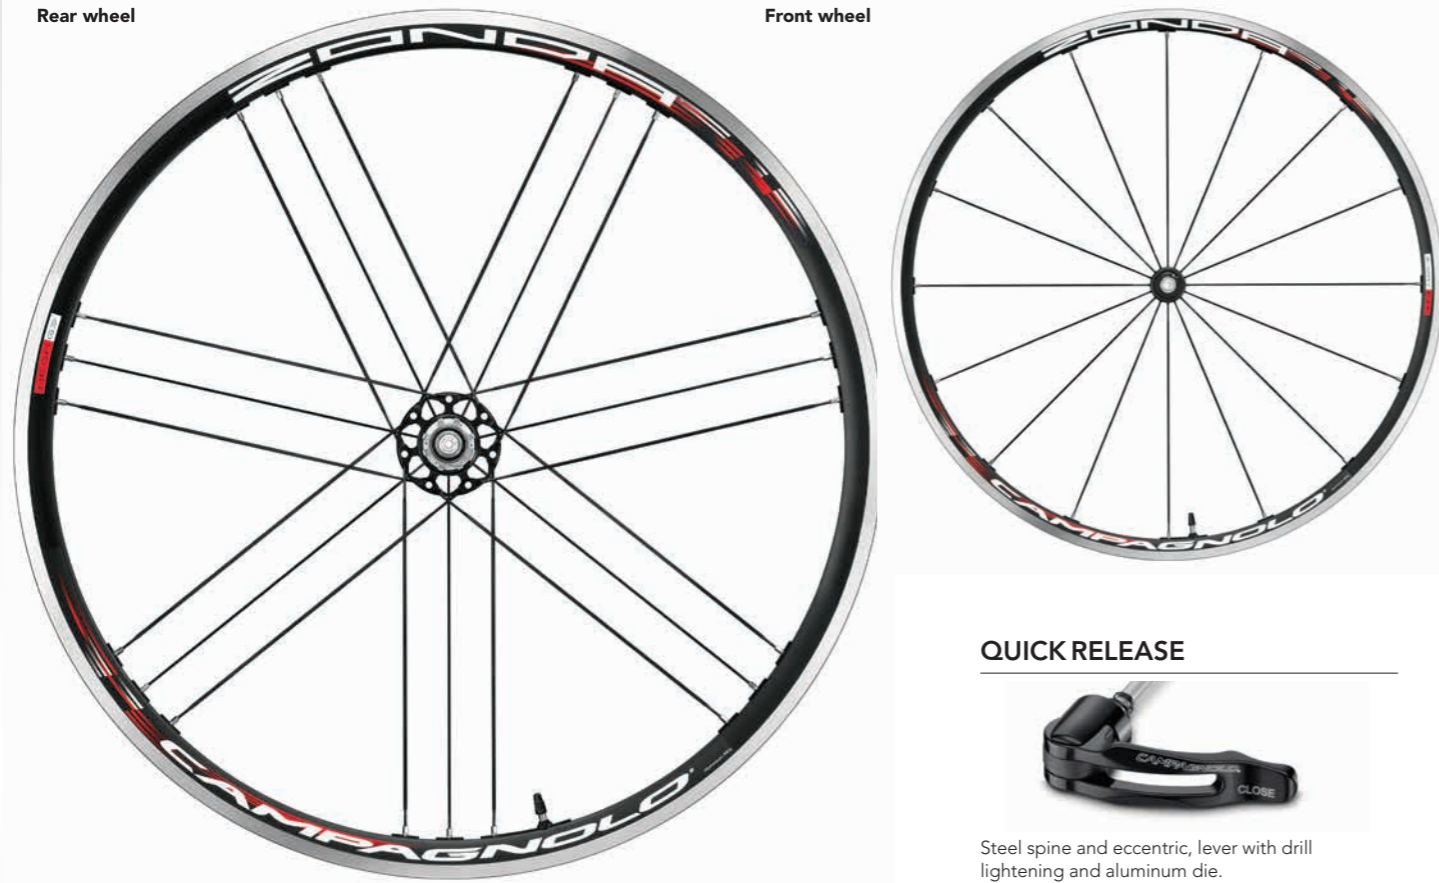 Rear wheel
Front wheel
ZONDA
ZONDA
CAMPAGNOLO
CAMPAGNOLO
QUICK RELEASE
CAMPAGNOLO
CLOSE
Steel spine and eccentric, lever with drill
lightening and aluminum die.